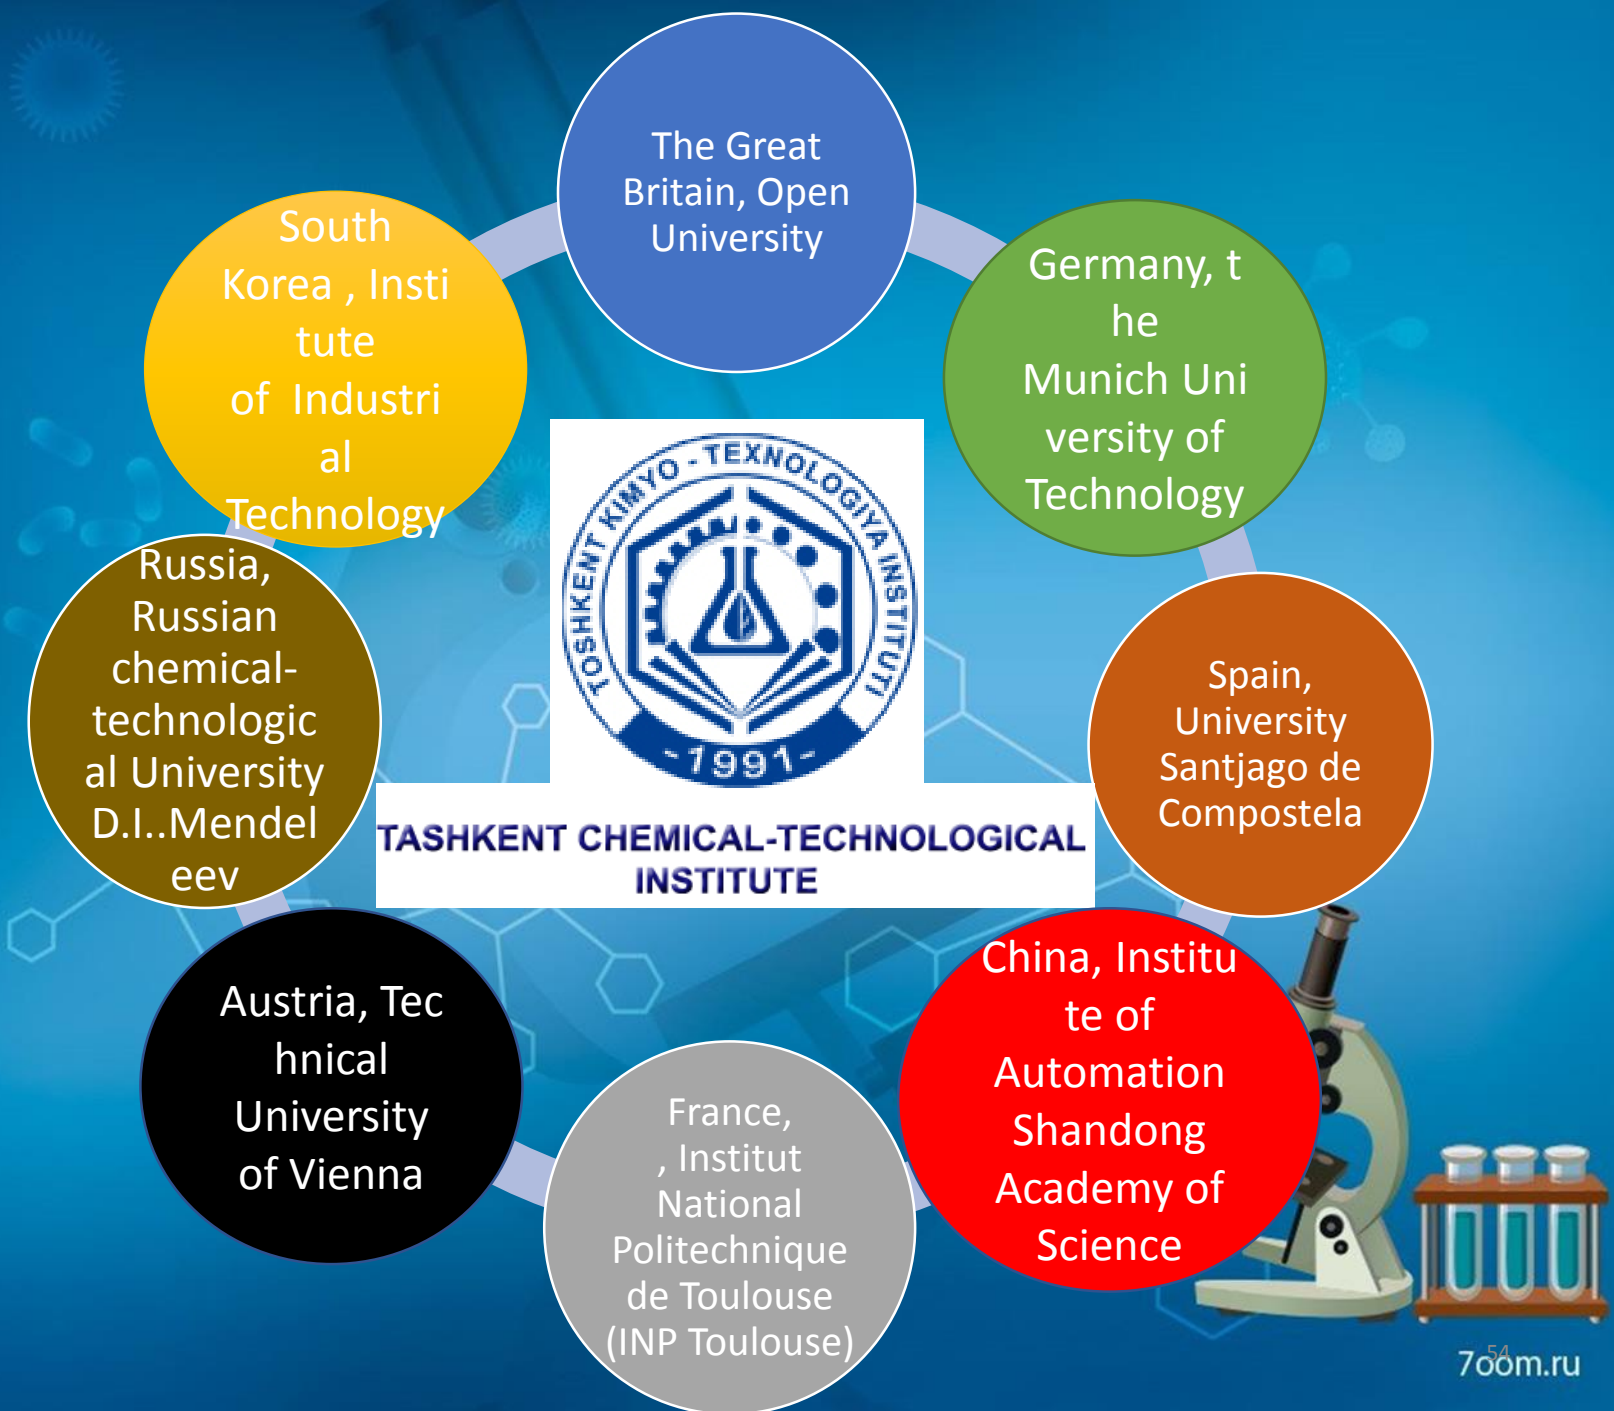 The Great
Britain, Open
University
Germany, t
he
Munich Uni
versity of
Technology
Spain,
University
Santjago de
Compostela
China, Institu
te of
Automation
Shandong
Academy of
Science
France,
, Institut
National
Politechnique
de Toulouse
(INP Toulouse)
Austria, Tec
hnical
University
of Vienna
Russia,
Russian
chemical-
technologic
al University
D.I..Mendel
eev
South
Korea , Insti
tute
of  Industri
al
Technology
TOSHKENT KIMYO - TEXNOLOGIYA INSTITUTI
-1991-
TASHKENT CHEMICAL-TECHNOLOGICAL
INSTITUTE
54
7oom.ru